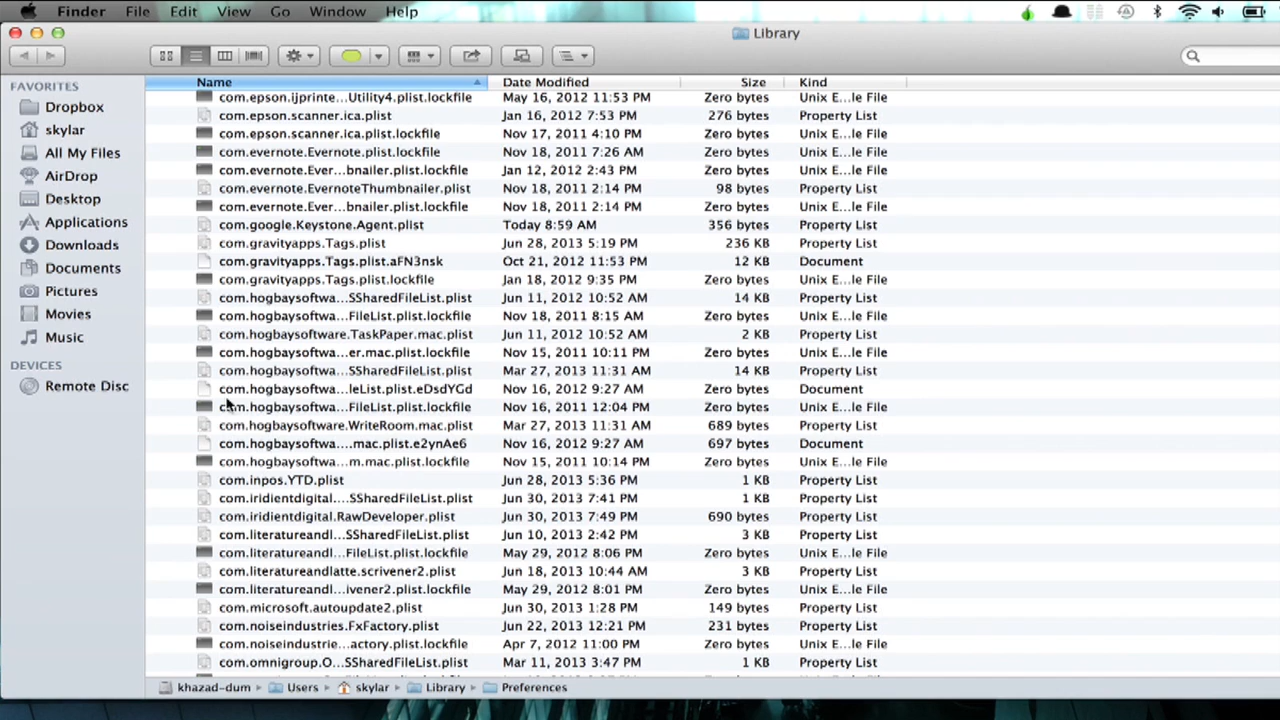 Finder File Edit View Go Window Help
Library
FAVORITES
Dropbox
skylar
All My Files
AirDrop
Desktop
Applications
Downloads
Documents
Pictures
Movies
Music
DEVICES
Remote Disc
Name Date Modified Size Kind
com.epson.ijprinte...Utility4.plist.lockfile May 16, 2012 11:53 PM Zero bytes Unix E...le File
com.epson.scanner.ica.plist Jan 16, 2012 7:53 PM 276 bytes Property List
com.epson.scanner.ica.plist.lockfile Nov 17, 2011 4:10 PM Zero bytes Unix E...le File
com.evernote.Evernote.plist.lockfile Nov 18, 2011 7:26 AM Zero bytes Unix E...le File
com.evernote.Ever...bnailer.plist.lockfile Jan 12, 2012 2:43 PM Zero bytes Unix E...le File
com.evernote.EvernoteThumbnailer.plist Nov 18, 2011 2:14 PM 98 bytes Property List
com.evernote.Ever...bnailer.plist.lockfile Nov 18, 2011 2:14 PM Zero bytes Unix E...le File
com.google.Keystone.Agent.plist Today 8:59 AM 356 bytes Property List
com.gravityapps.Tags.plist Jun 28, 2013 5:19 PM 236 KB Property List
com.gravityapps.Tags.plist.aFN3nsk Oct 21, 2012 11:53 PM 12 KB Document
com.gravityapps.Tags.plist.lockfile Jan 18, 2012 9:35 PM Zero bytes Unix E...le File
com.hogbaysoftwa...SSharedFileList.plist Jun 11, 2012 10:52 AM 14 KB Property List
com.hogbaysoftwa...FileList.plist.lockfile Nov 18, 2011 8:15 AM Zero bytes Unix E...le File
com.hogbaysoftware.TaskPaper.mac.plist Jun 11, 2012 10:52 AM 2 KB Property List
com.hogbaysoftwa...er.mac.plist.lockfile Nov 15, 2011 10:11 PM Zero bytes Unix E...le File
com.hogbaysoftwa...SSharedFileList.plist Mar 27, 2013 11:31 AM 14 KB Property List
com.hogbaysoftwa...leList.plist.eDsdYGd Nov 16, 2012 9:27 AM Zero bytes Document
com.hogbaysoftwa...FileList.plist.lockfile Nov 16, 2011 12:04 PM Zero bytes Unix E...le File
com.hogbaysoftware.WriteRoom.mac.plist Mar 27, 2013 11:31 AM 689 bytes Property List
com.hogbaysoftwa....mac.plist.e2ynAe6 Nov 16, 2012 9:27 AM 697 bytes Document
com.hogbaysoftwa...m.mac.plist.lockfile Nov 15, 2011 10:14 PM Zero bytes Unix E...le File
com.inpos.YTD.plist Jun 28, 2013 5:36 PM 1 KB Property List
com.iridientdigital....SSharedFileList.plist Jun 30, 2013 7:41 PM 1 KB Property List
com.iridientdigital.RawDeveloper.plist Jun 30, 2013 7:49 PM 690 bytes Property List
com.literatureandl...SSharedFileList.plist Jun 10, 2013 2:42 PM 3 KB Property List
com.literatureandl...FileList.plist.lockfile May 29, 2012 8:06 PM Zero bytes Unix E...le File
com.literatureandlatte.scrivener2.plist Jun 18, 2013 10:44 AM 3 KB Property List
com.literatureandl...ivener2.plist.lockfile May 29, 2012 8:01 PM Zero bytes Unix E...le File
com.microsoft.autoupdate2.plist Jun 30, 2013 1:28 PM 149 bytes Property List
com.noiseindustries.FxFactory.plist Jun 22, 2013 12:21 PM 231 bytes Property List
com.noiseindustrie...actory.plist.lockfile Apr 7, 2012 11:00 PM Zero bytes Unix E...le File
com.omnigroup.O...SSharedFileList.plist Mar 11, 2013 3:47 PM 1 KB Property List
khazad-dum Users skylar Library Preferences